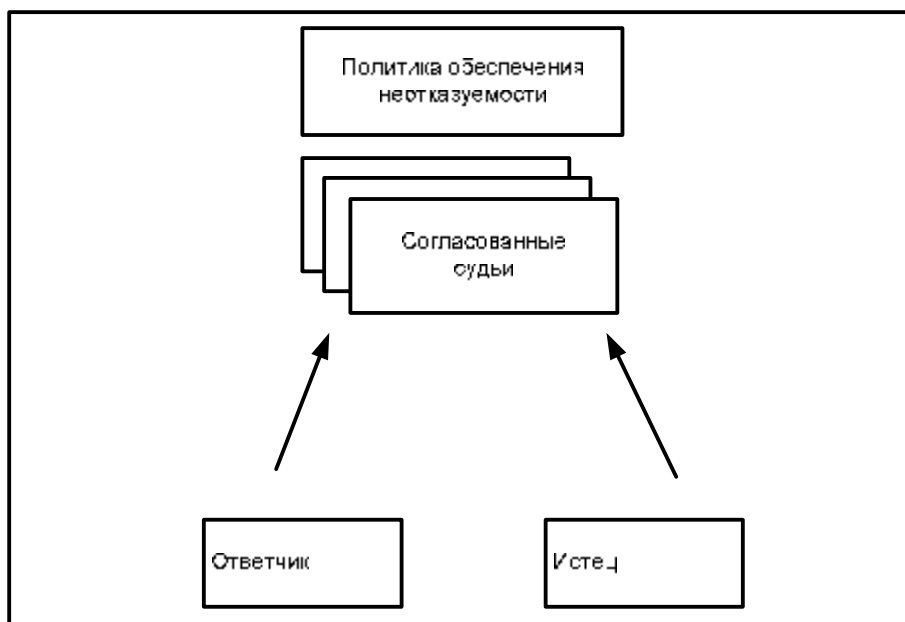 Политика обеспечения
неотказуемости
Согласованные
судьи
Ответчик
Истец